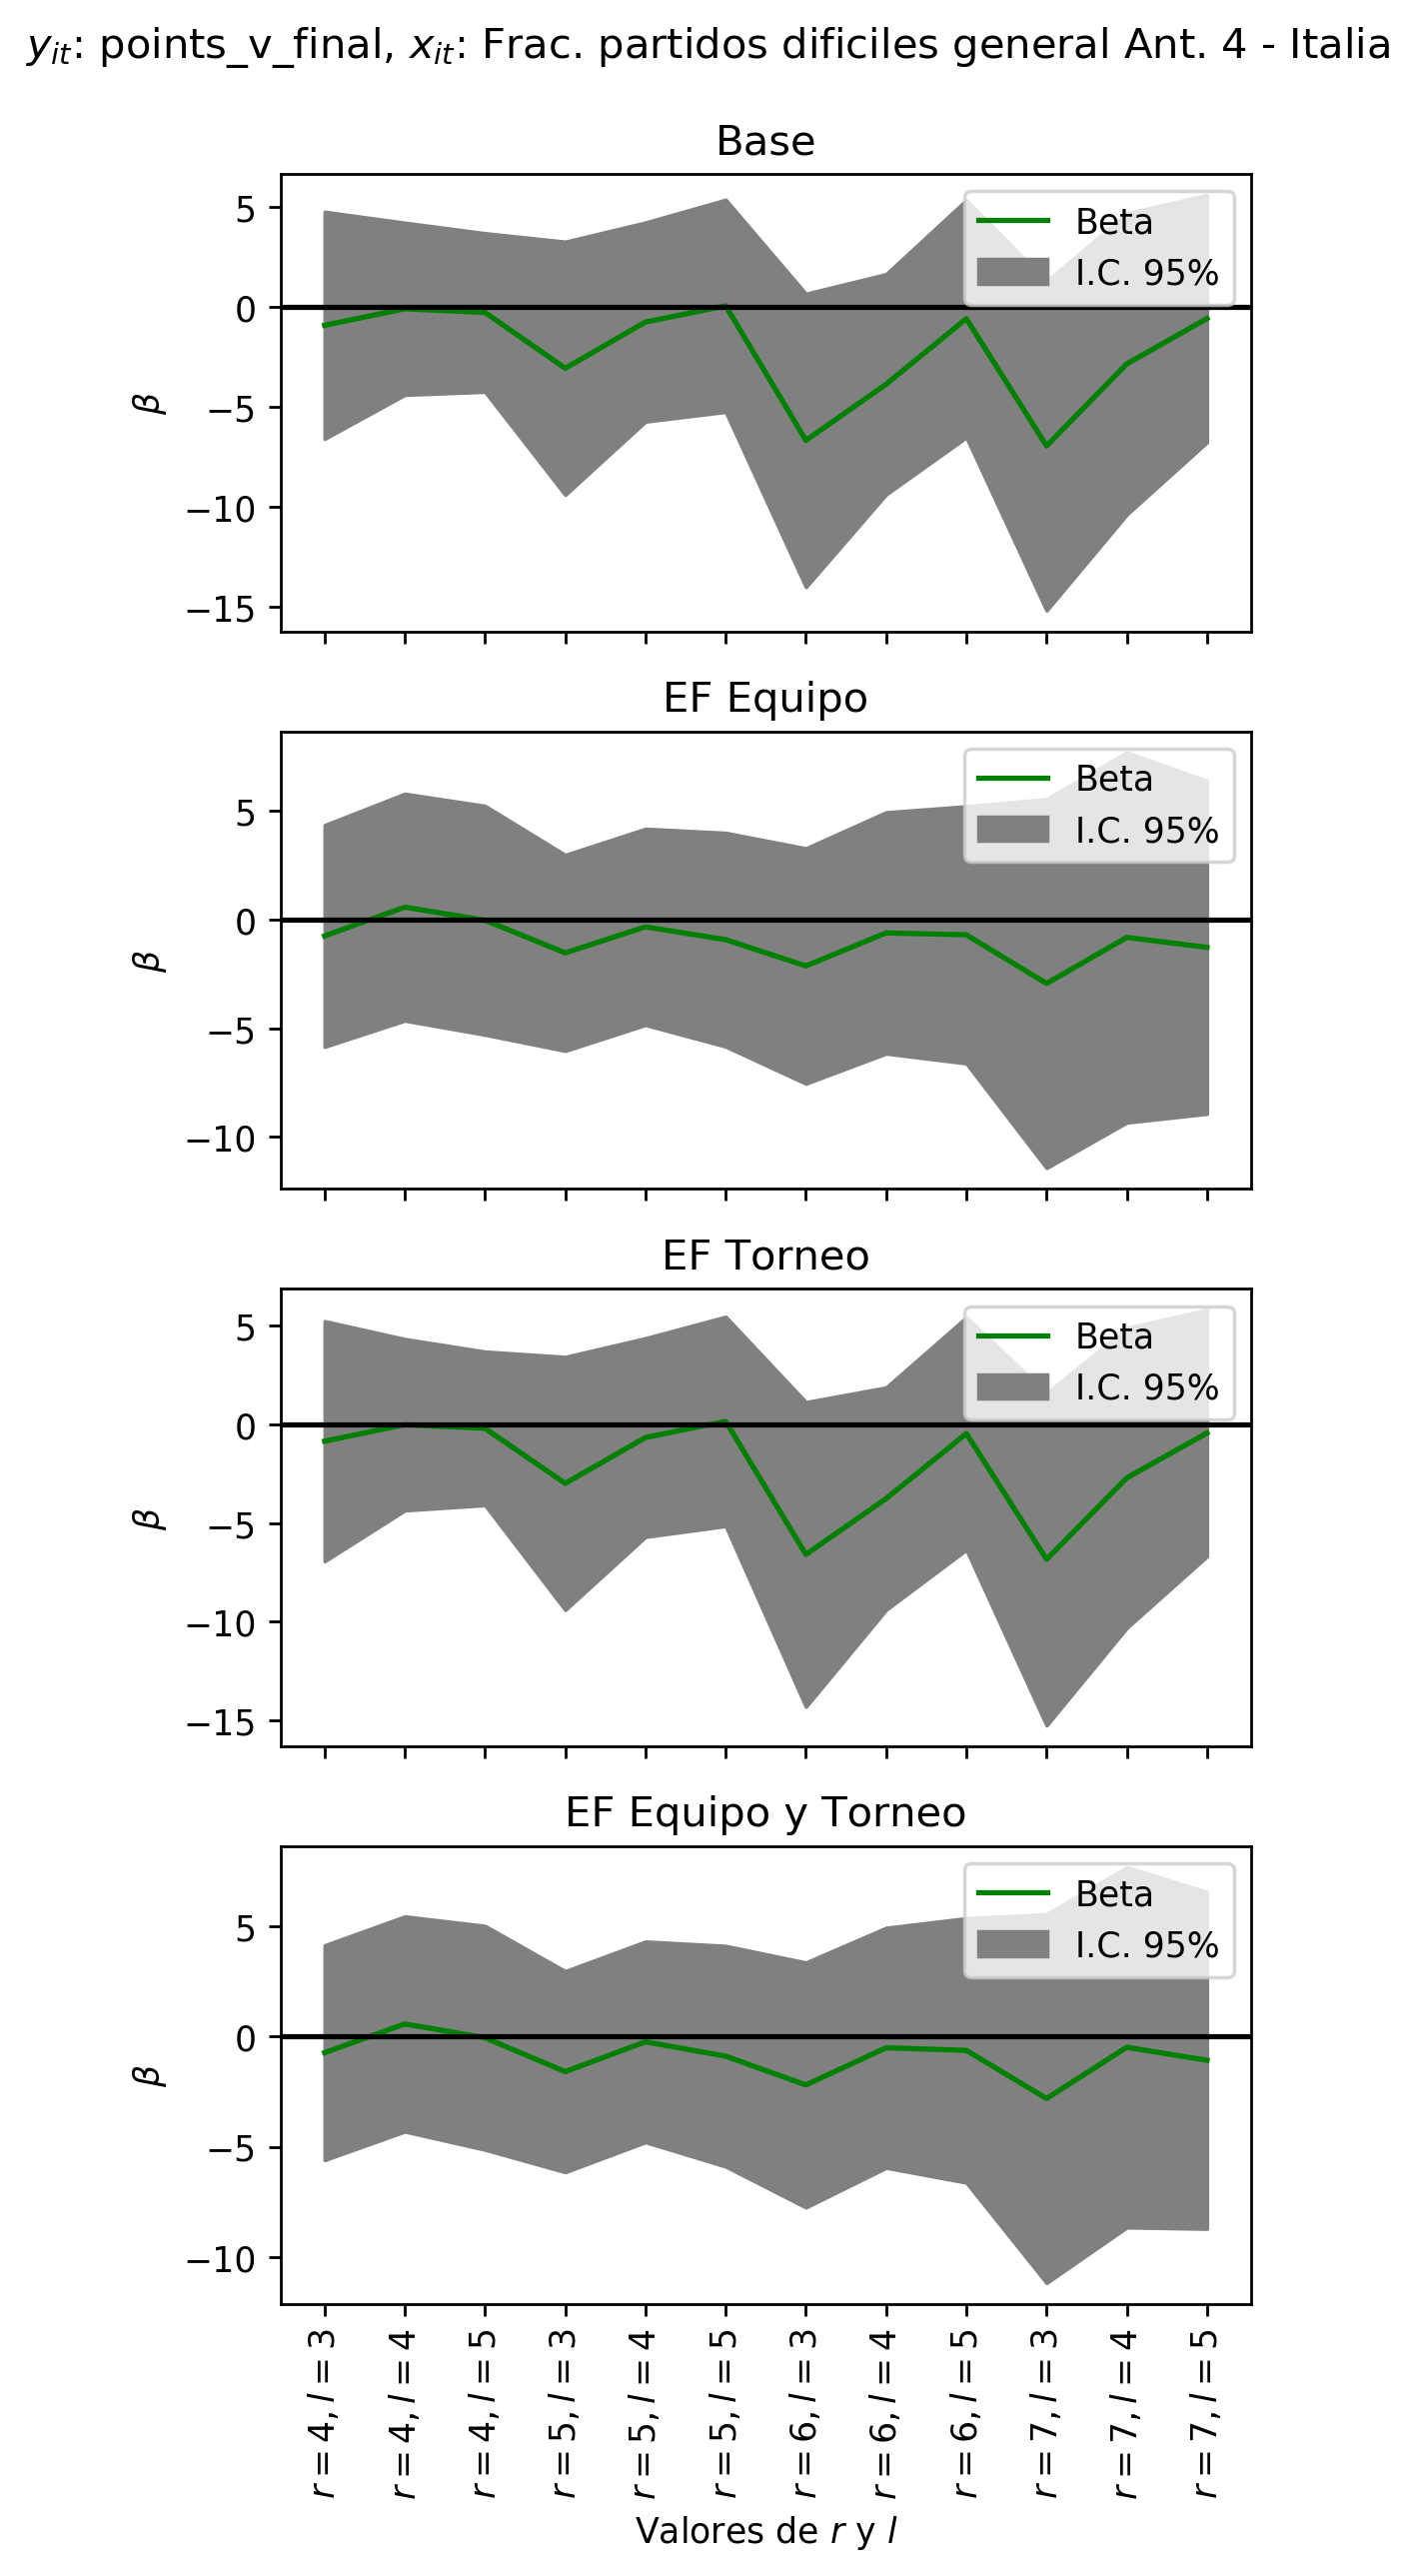 y_it: points_v_final, x_it: Frac. partidos dificiles general Ant. 4 - Italia
Base
5
0
−5
−10
−15
β
Beta
I.C. 95%
EF Equipo
5
0
−5
−10
β
Beta
I.C. 95%
EF Torneo
5
0
−5
−10
−15
β
Beta
I.C. 95%
EF Equipo y Torneo
5
0
−5
−10
β
Beta
I.C. 95%
r = 4, l = 3
r = 4, l = 4
r = 4, l = 5
r = 5, l = 3
r = 5, l = 4
r = 5, l = 5
r = 6, l = 3
r = 6, l = 4
r = 6, l = 5
r = 7, l = 3
r = 7, l = 4
r = 7, l = 5
Valores de r y l